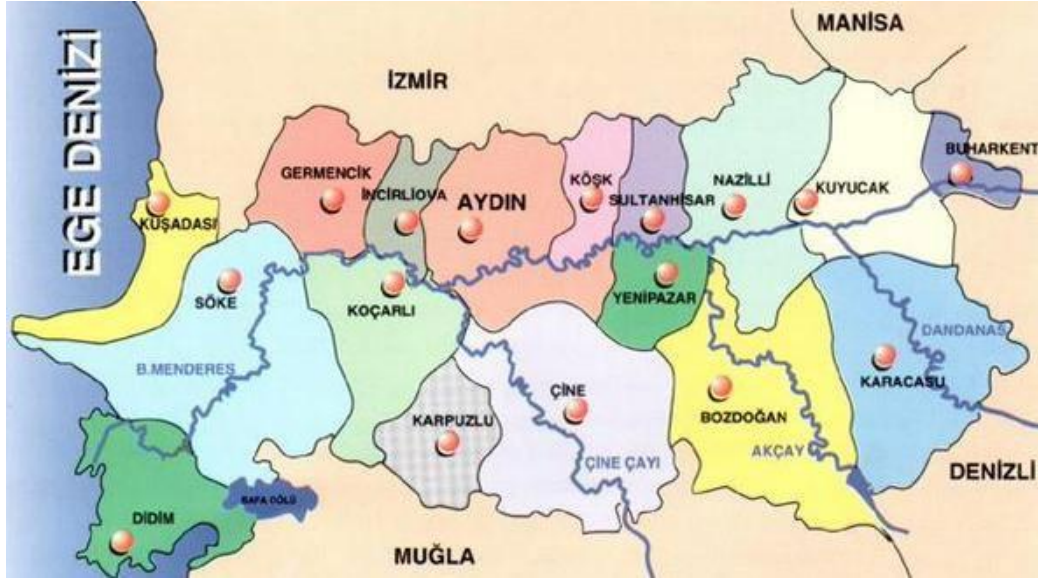 MANİSA
EGE DENİZİ
İZMİR
BUHARKENT
GERMENCİK
KÖŞK
NAZİLLİ
KUYUCAK
İNCİRLİOVA
AYDIN
SULTANHİSAR
KUŞADASI
SÖKE
KOÇARLI
YENİPAZAR
DANDANAS
B.MENDERES
KARACASU
ÇİNE
BOZDOĞAN
KARPUZLU
AKÇAY
ÇİNE ÇAYI
DENİZLİ
BAFA GÖLÜ
DİDİM
MUĞLA